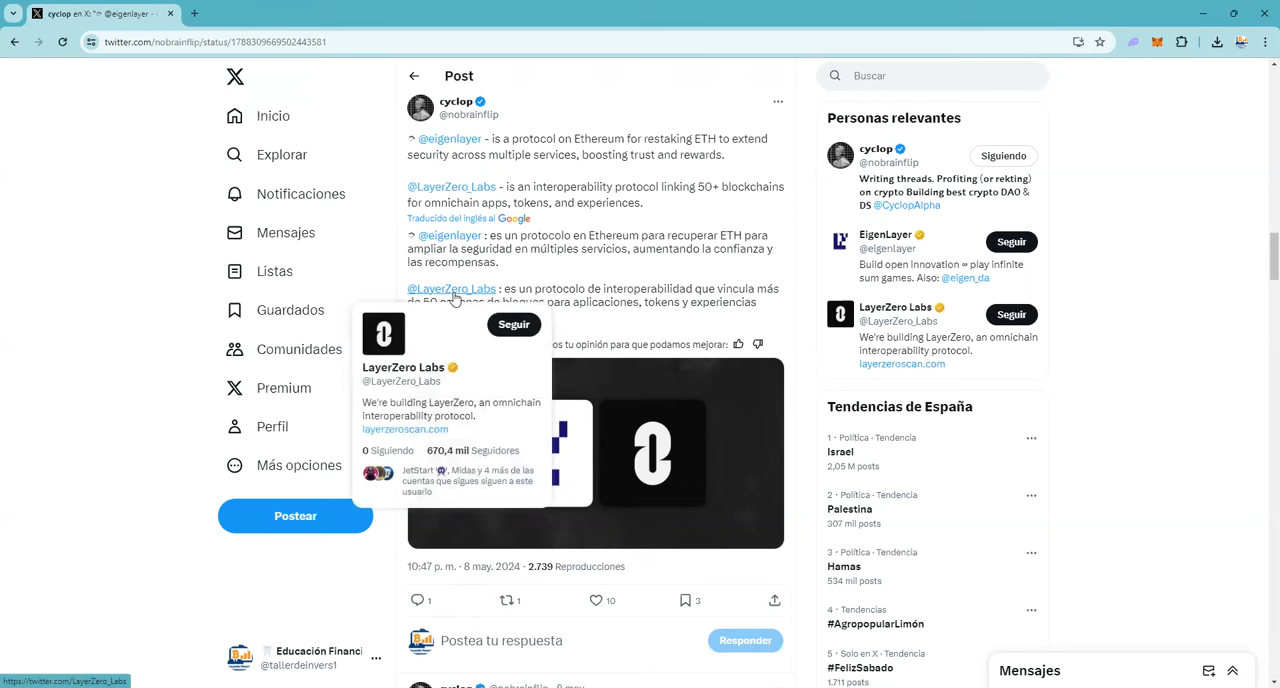 cyclop en X: "
@eigenlayer -
twitter.com/nobrainflip/status/1788309669502443581
Inicio
Explorar
Notificaciones
Mensajes
Listas
Guardados
Comunidades
Premium
Perfil
Más opciones
Postear
Educación Financi
@tallerdeinvers1
https://twitter.com/LayerZero_Labs
Post
cyclop
@nobrainflip
@eigenlayer - is a protocol on Ethereum for restaking ETH to extend
security across multiple services, boosting trust and rewards.
@LayerZero_Labs - is an interoperability protocol linking 50+ blockchains
for omnichain apps, tokens, and experiences.
Traducido del inglés al Google
@eigenlayer : es un protocolo en Ethereum para recuperar ETH para
ampliar la seguridad en múltiples servicios, aumentando la confianza y
las recompensas.
@LayerZero_Labs : es un protocolo de interoperabilidad que vincula más
de 50 cadenas de bloques para aplicaciones, tokens y experiencias
os tu opinión para que podamos mejorar:
Seguir
LayerZero Labs
@LayerZero_Labs
We're building LayerZero, an omnichain
interoperability protocol.
layerzeroscan.com
0 Siguiendo 670,4 mil Seguidores
JetStart, Midas y 4 más de las
cuentas que sigues siguen a este
usuario
10:47 p. m. · 8 may. 2024 · 2.739 Reproducciones
1
1
10
3
Postea tu respuesta
Responder
Buscar
Personas relevantes
cyclop
@nobrainflip
Siguiendo
Writing threads. Profiting (or rekting)
on crypto Building best crypto DAO &
DS @CyclopAlpha
EigenLayer
@eigenlayer
Seguir
Build open innovation ∞ play infinite
sum games. Also: @eigen_da
LayerZero Labs
@LayerZero_Labs
Seguir
We're building LayerZero, an omnichain
interoperability protocol.
layerzeroscan.com
Tendencias de España
1 · Política · Tendencia
Israel
2,05 M posts
2 · Política · Tendencia
Palestina
307 mil posts
3 · Política · Tendencia
Hamas
534 mil posts
4 · Tendencias
#AgropopularLimón
5 · Solo en X · Tendencia
#FelizSabado
1.711 posts
Mensajes